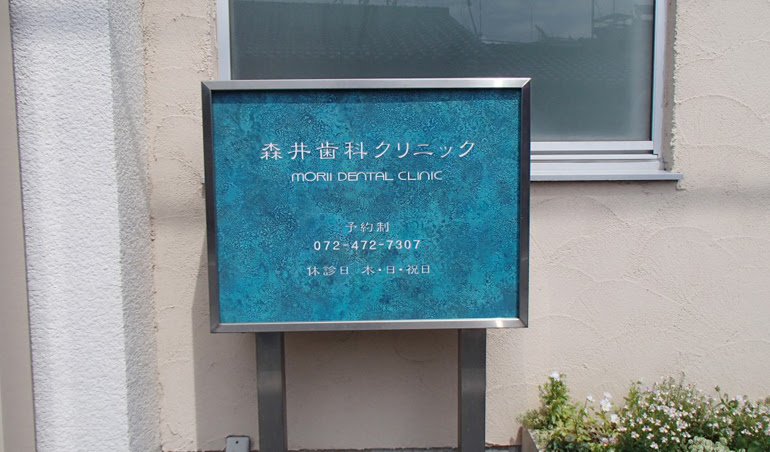 森井歯科クリニック
MORII DENTAL CLINIC
予約制
072-472-7307
休診日 木・日・祝日